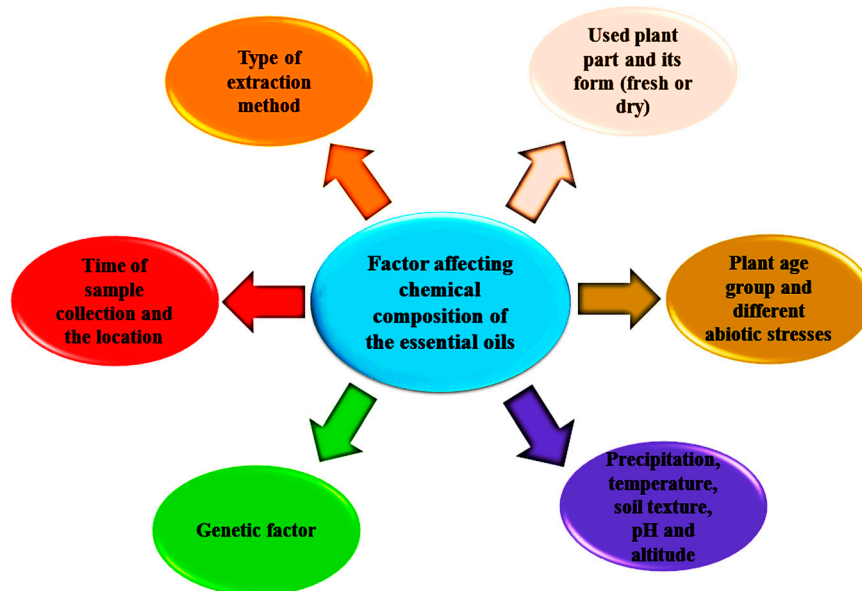 Type of
extraction
method
Used plant
part and its
form (fresh or
dry)
Time of
sample
collection and
the location
Factor affecting
chemical
composition of
the essential oils
Plant age
group and
different
abiotic stresses
Genetic factor
Precipitation,
temperature,
soil texture,
pH and
altitude